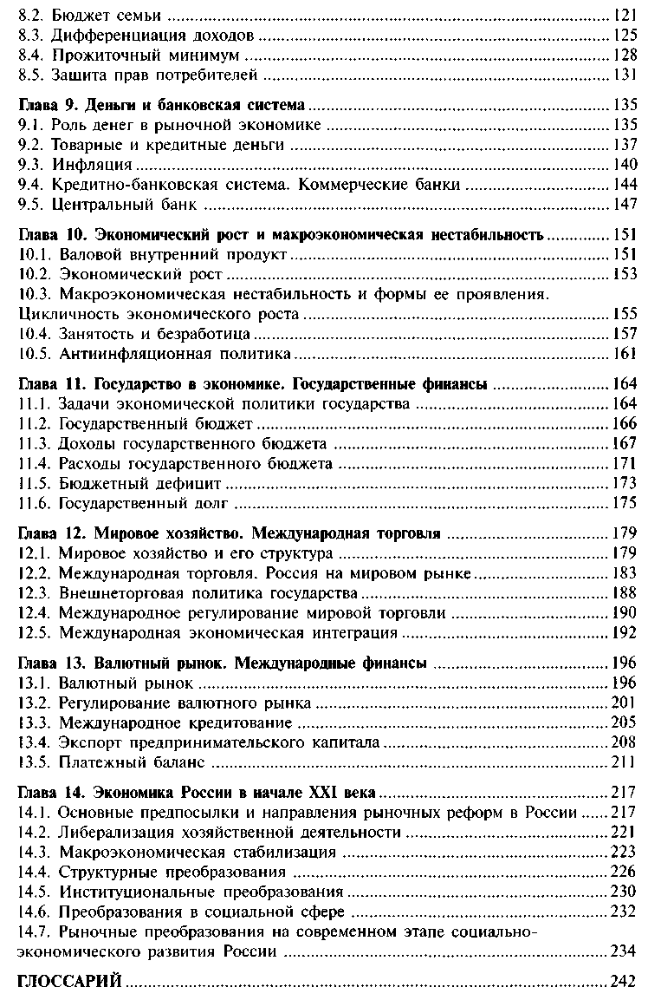 8.2. Бюджет семьи ... 121
8.3. Дифференциация доходов ... 125
8.4. Прожиточный минимум ... 128
8.5. Защита прав потребителей ... 131
Глава 9. Деньги и банковская система ... 135
9.1. Роль денег в рыночной экономике ... 135
9.2. Товарные и кредитные деньги ... 137
9.3. Инфляция ... 140
9.4. Кредитно-банковская система. Коммерческие банки ... 144
9.5. Центральный банк ... 147
Глава 10. Экономический рост и макроэкономическая нестабильность ... 151
10.1. Валовой внутренний продукт ... 151
10.2. Экономический рост ... 153
10.3. Макроэкономическая нестабильность и формы ее проявления.
Цикличность экономического роста ... 155
10.4. Занятость и безработица ... 157
10.5. Антиинфляционная политика ... 161
Глава 11. Государство в экономике. Государственные финансы ... 164
11.1. Задачи экономической политики государства ... 164
11.2. Государственный бюджет ... 166
11.3. Доходы государственного бюджета ... 167
11.4. Расходы государственного бюджета ... 171
11.5. Бюджетный дефицит ... 173
11.6. Государственный долг ... 175
Глава 12. Мировое хозяйство. Международная торговля ... 179
12.1. Мировое хозяйство и его структура ... 179
12.2. Международная торговля. Россия на мировом рынке ... 183
12.3. Внешнеторговая политика государства ... 188
12.4. Международное регулирование мировой торговли ... 190
12.5. Международная экономическая интеграция ... 192
Глава 13. Валютный рынок. Международные финансы ... 196
13.1. Валютный рынок ... 196
13.2. Регулирование валютного рынка ... 201
13.3. Международное кредитование ... 205
13.4. Экспорт предпринимательского капитала ... 208
13.5. Платежный баланс ... 211
Глава 14. Экономика России в начале XXI века ... 217
14.1. Основные предпосылки и направления рыночных реформ в России ... 217
14.2. Либерализация хозяйственной деятельности ... 221
14.3. Макроэкономическая стабилизация ... 223
14.4. Структурные преобразования ... 226
14.5. Институциональные преобразования ... 230
14.6. Преобразования в социальной сфере ... 232
14.7. Рыночные преобразования на современном этапе социально-
экономического развития России ... 234
ГЛОССАРИЙ ... 242